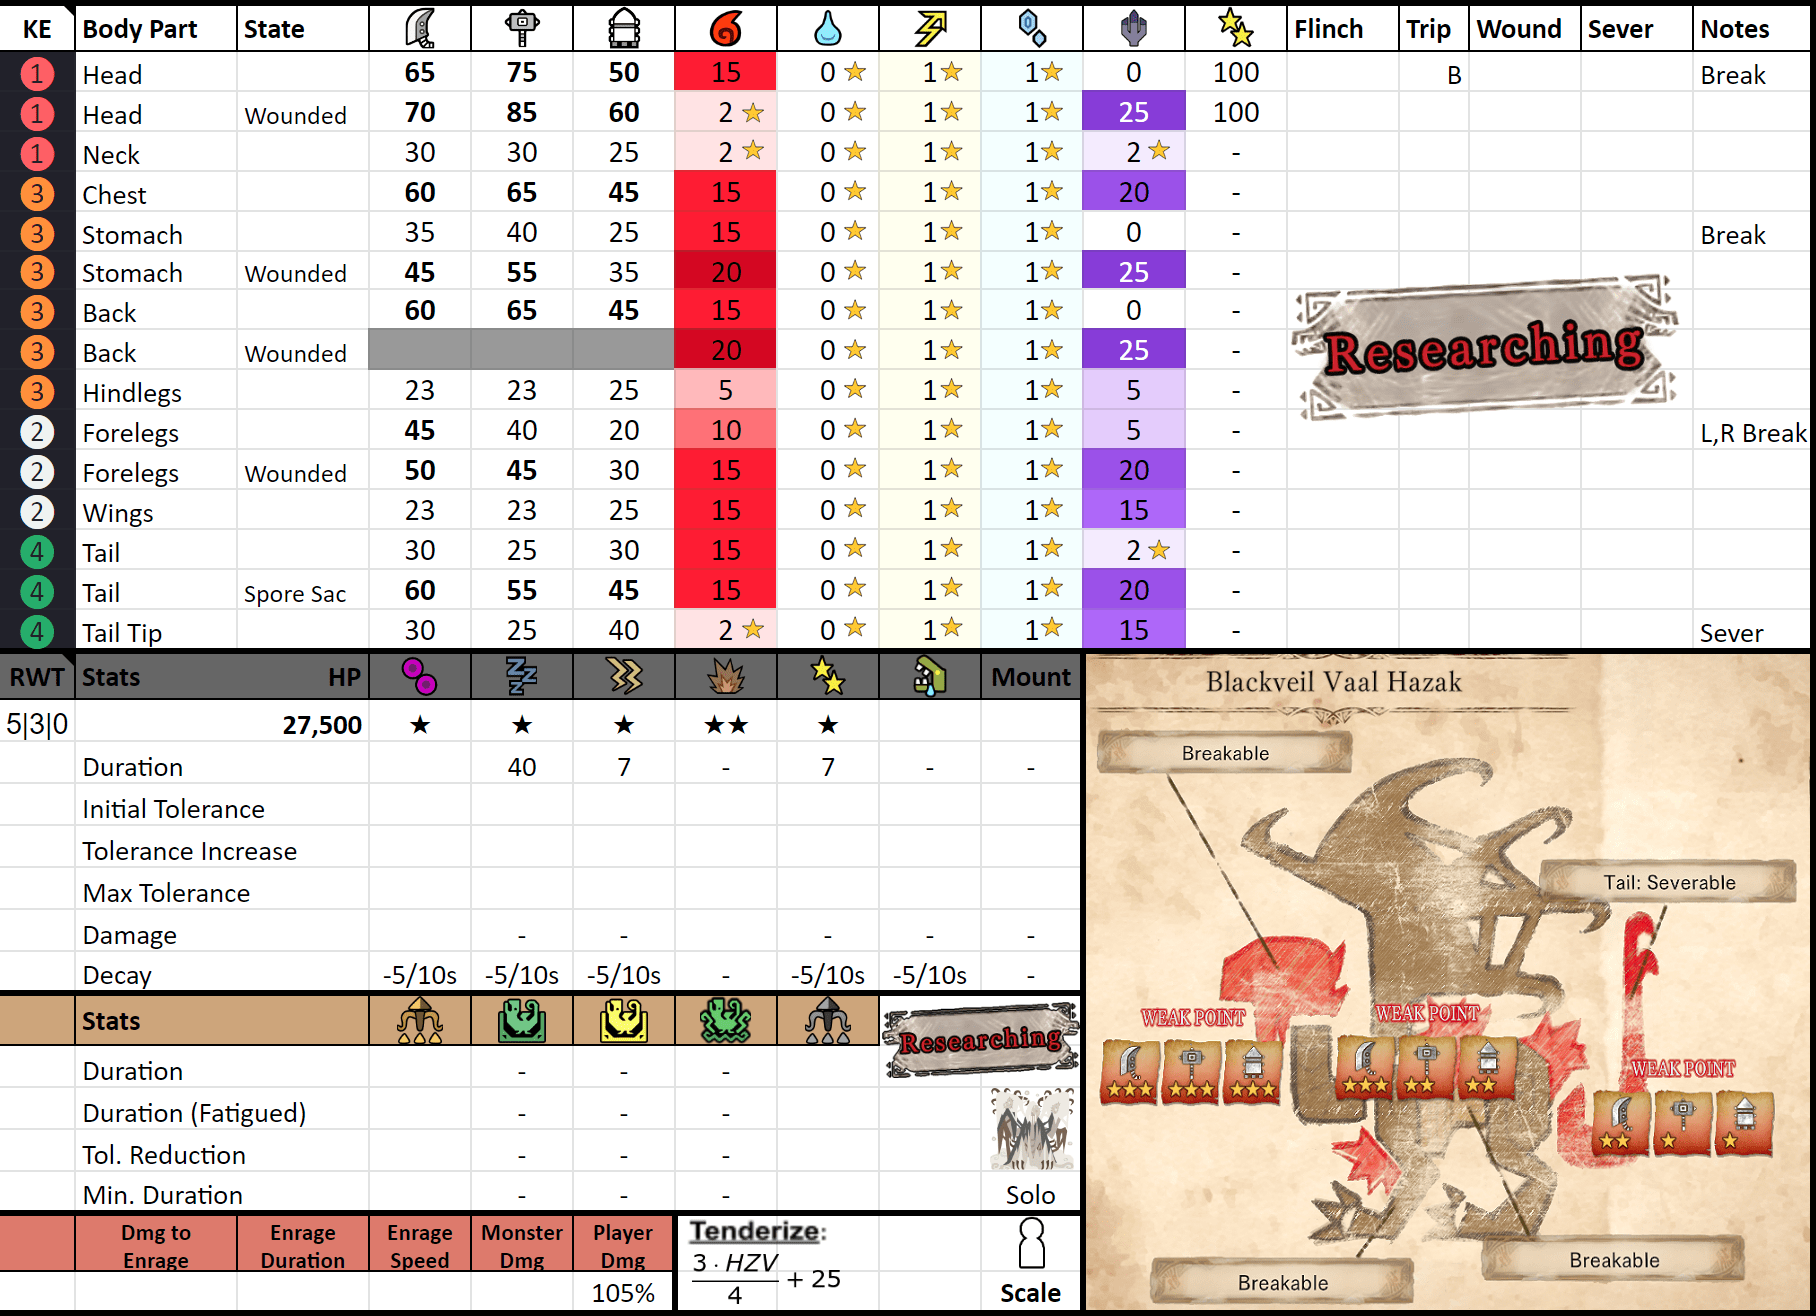 KE Body Part State Flinch Trip Wound Sever Notes
1 Head 65 75 50 15 0 ★ 1★ 1★ 0 100 B Break
1 Head Wounded 70 85 60 2 ★ 0 ★ 1★ 1★ 25 100
1 Neck 30 30 25 2 ★ 0 ★ 1★ 1★ 2 ★ -
3 Chest 60 65 45 15 0 ★ 1★ 1★ 20 -
3 Stomach 35 40 25 15 0 ★ 1★ 1★ 0 - Break
3 Stomach Wounded 45 55 35 20 0 ★ 1★ 1★ 25 -
3 Back 60 65 45 15 0 ★ 1★ 1★ 0 -
3 Back Wounded 20 0 ★ 1★ 1★ 25 -
Researching
3 Hindlegs 23 23 25 5 0 ★ 1★ 1★ 5 -
2 Forelegs 45 40 20 10 0 ★ 1★ 1★ 5 - L,R Break
2 Forelegs Wounded 50 45 30 15 0 ★ 1★ 1★ 20 -
2 Wings 23 23 25 15 0 ★ 1★ 1★ 15 -
4 Tail 30 25 30 15 0 ★ 1★ 1★ 2 ★ -
4 Tail Spore Sac 60 55 45 15 0 ★ 1★ 1★ 20 -
4 Tail Tip 30 25 40 2 ★ 0 ★ 1★ 1★ 15 - Sever
RWT Stats HP Mount
5|3|0 27,500 ★ ★ ★ ★★ ★
Duration 40 7 - 7 - -
Initial Tolerance
Tolerance Increase
Max Tolerance
Damage - - - - -
Decay -5/10s -5/10s -5/10s - -5/10s -5/10s -
Stats
Researching
Duration - - -
Duration (Fatigued) - - -
Tol. Reduction - - -
Min. Duration - - - Solo
Dmg to Enrage Enrage Duration Enrage Speed Monster Dmg Player Dmg
105%
Tenderize:
3 · HZV
4
+ 25
Scale
Blackveil Vaal Hazak
Breakable
Tail: Severable
WEAK POINT
★★★ ★★★ ★★★
WEAK POINT
★★★ ★★ ★★
WEAK POINT
★★ ★ ★
Breakable
Breakable